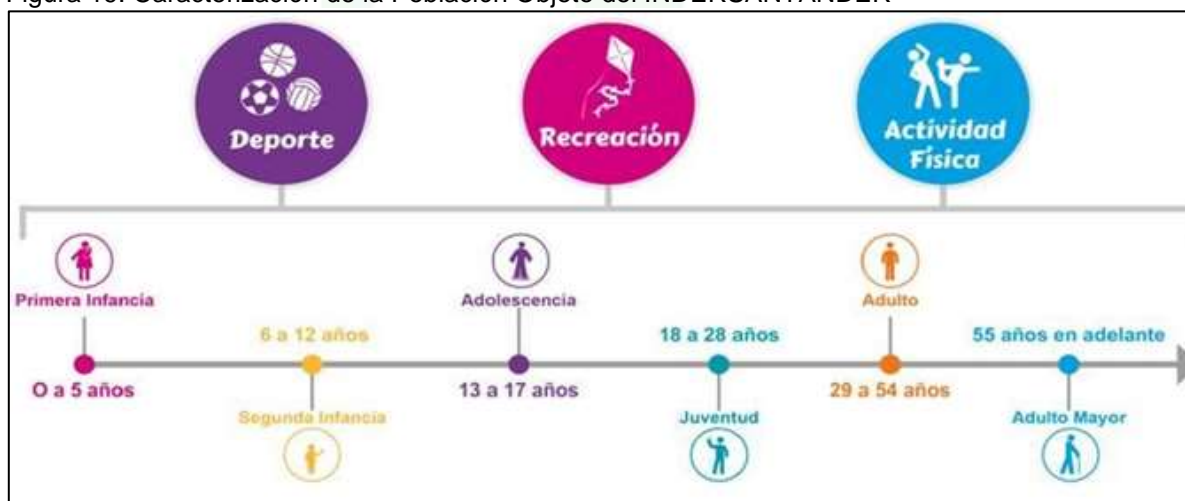 Deporte
Recreación
Actividad
Física
Primera Infancia
Adolescencia
Adulto
6 a 12 años
18 a 28 años
55 años en adelante
O a 5 años
13 a 17 años
29 a 54 años
Segunda Infancia
Juventud
Adulto Mayor